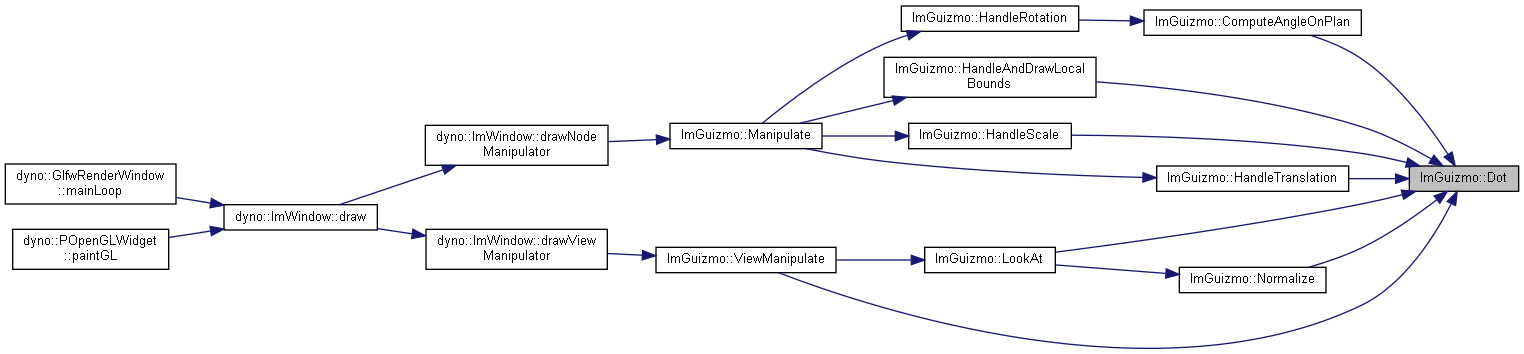 ImGuizmo::HandleRotation
ImGuizmo::ComputeAngleOnPlan
ImGuizmo::HandleAndDrawLocal
Bounds
dyno::ImWindow::drawNode
Manipulator
ImGuizmo::Manipulate
ImGuizmo::HandleScale
dyno::GlfwRenderWindow
::mainLoop
ImGuizmo::HandleTranslation
ImGuizmo::Dot
dyno::ImWindow::draw
dyno::POpenGLWidget
::paintGL
dyno::ImWindow::drawView
Manipulator
ImGuizmo::ViewManipulate
ImGuizmo::LookAt
ImGuizmo::Normalize